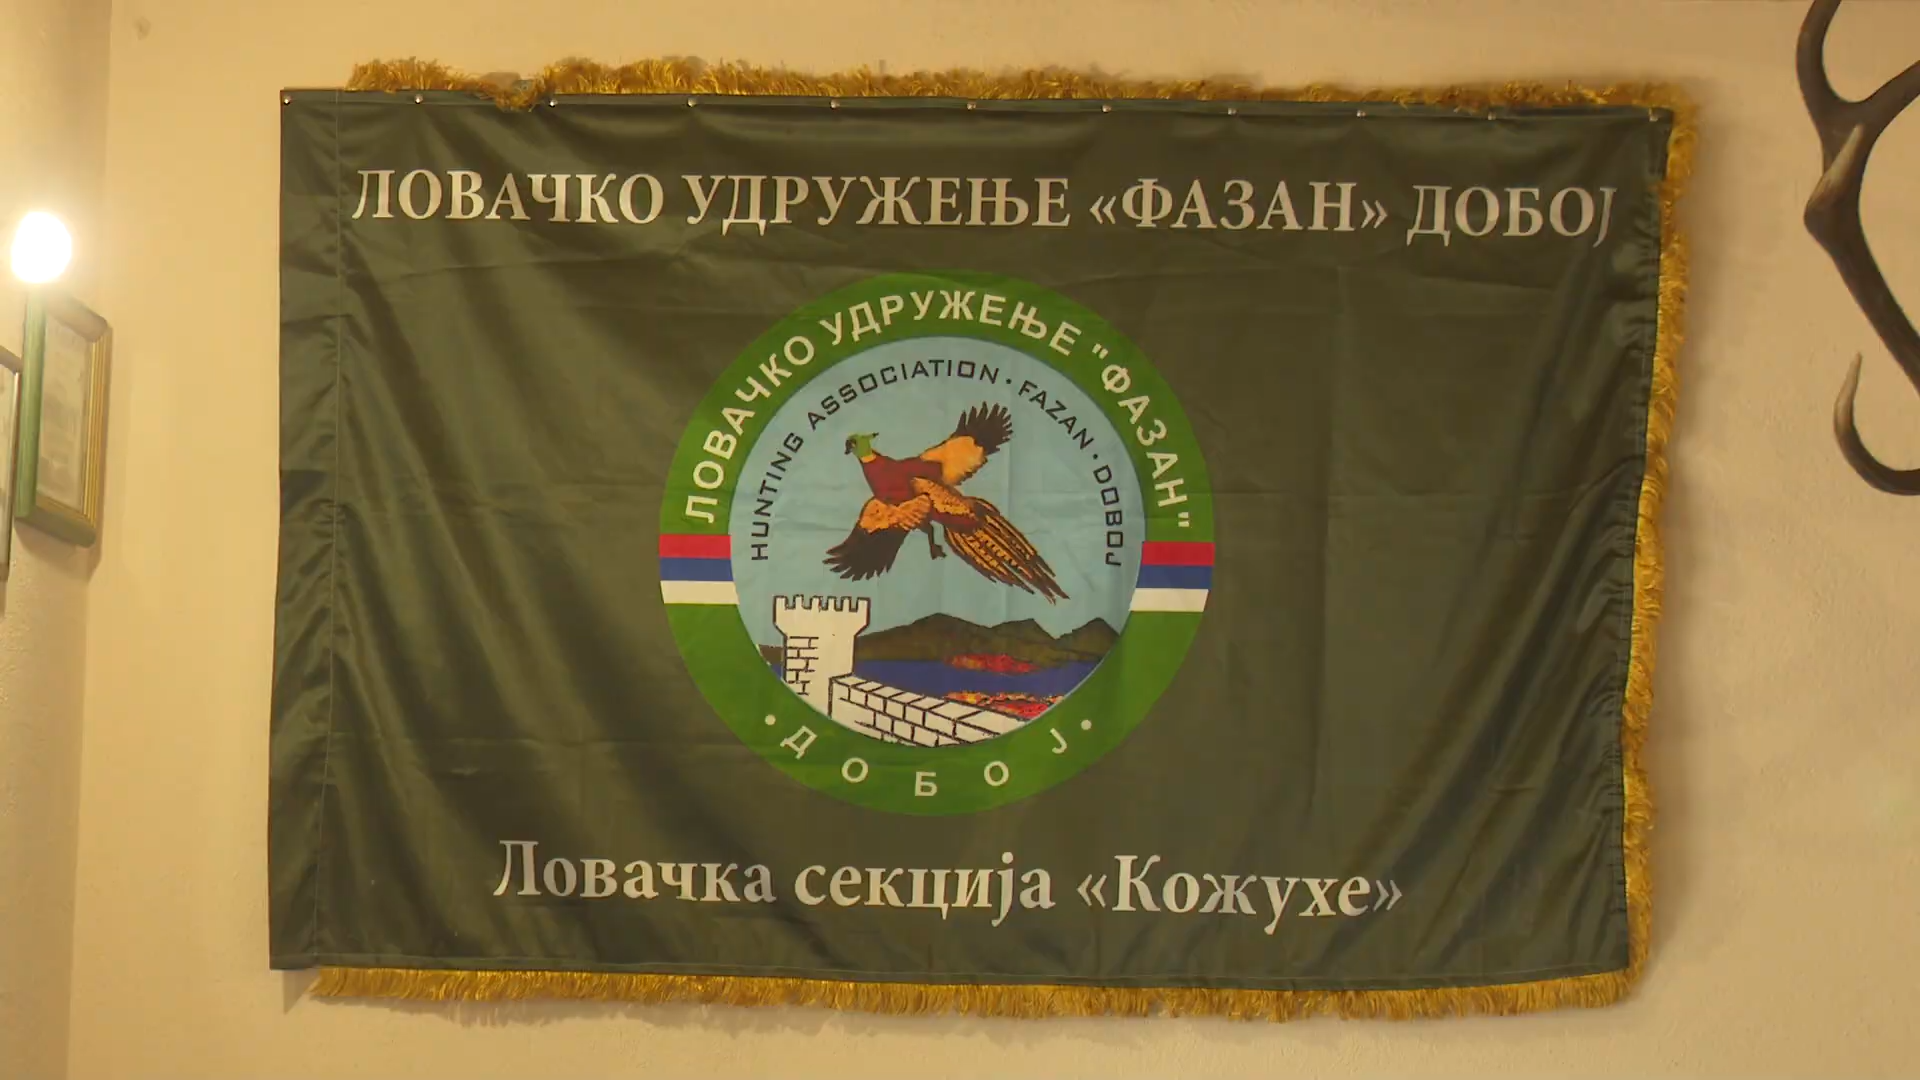 ЛОВАЧКО УДРУЖЕЊЕ «ФАЗАН» ДОБОЈ
ЛОВАЧКО УДРУЖЕЊЕ "ФАЗАН"
HUNTING ASSOCIATION · FAZAN · DOBOJ
• ДОБОЈ •
Ловачка секција «Кожухе»